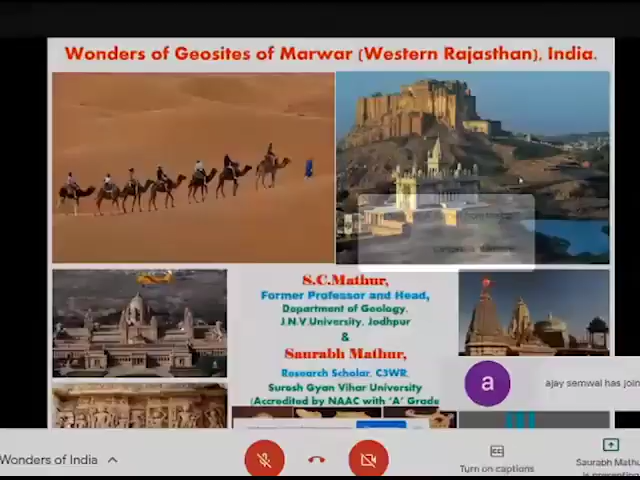 Wonders of Geosites of Marwar (Western Rajasthan), India.
S.C.Mathur,
Former Professor and Head,
Department of Geology,
J.N.V University, Jodhpur
&
Saurabh Mathur,
Research Scholar, C3WR,
Suresh Gyan Vihar University
(Accredited by NAAC with 'A' Grade
a
ajay semwal has join
Wonders of India
Turn on captions
Saurabh Mathu
is presenting